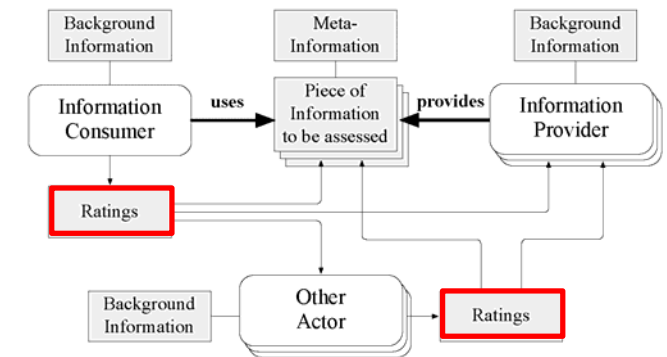 Background
Information
Meta-
Information
Background
Information
Information
Consumer
uses
Piece of
Information
to be assessed
provides
Information
Provider
Ratings
Background
Information
Other
Actor
Ratings